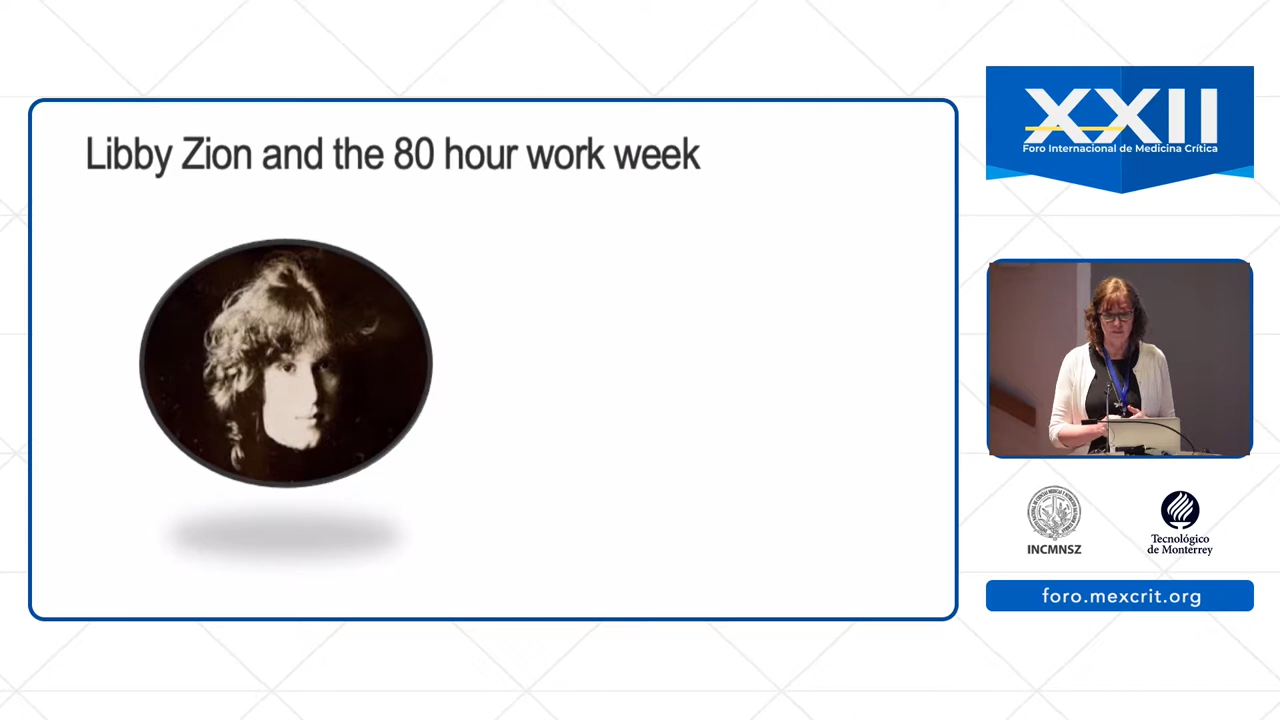 Libby Zion and the 80 hour work week
XXII
Foro Internacional de Medicina Crítica
INCMNSZ
Tecnológico
de Monterrey
foro.mexcrit.org